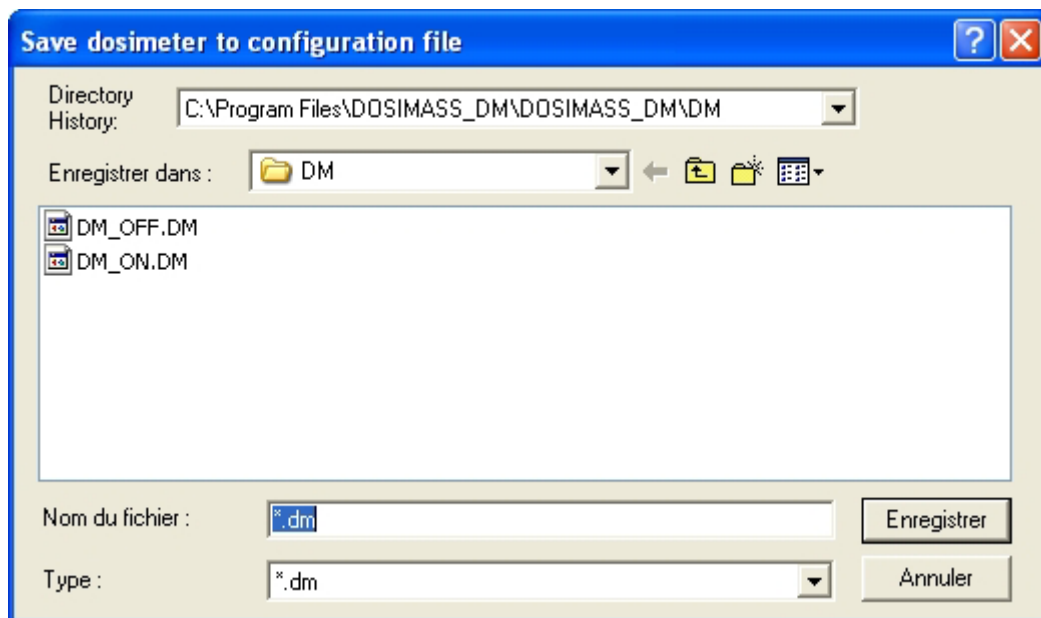 Save dosimeter to configuration file
Directory
History:
C:\Program Files\DOSIMASS_DM\DOSIMASS_DM\DM
Enregistrer dans :
DM
DM_OFF.DM
DM_ON.DM
Nom du fichier :
*.dm
Enregistrer
Type :
*.dm
Annuler